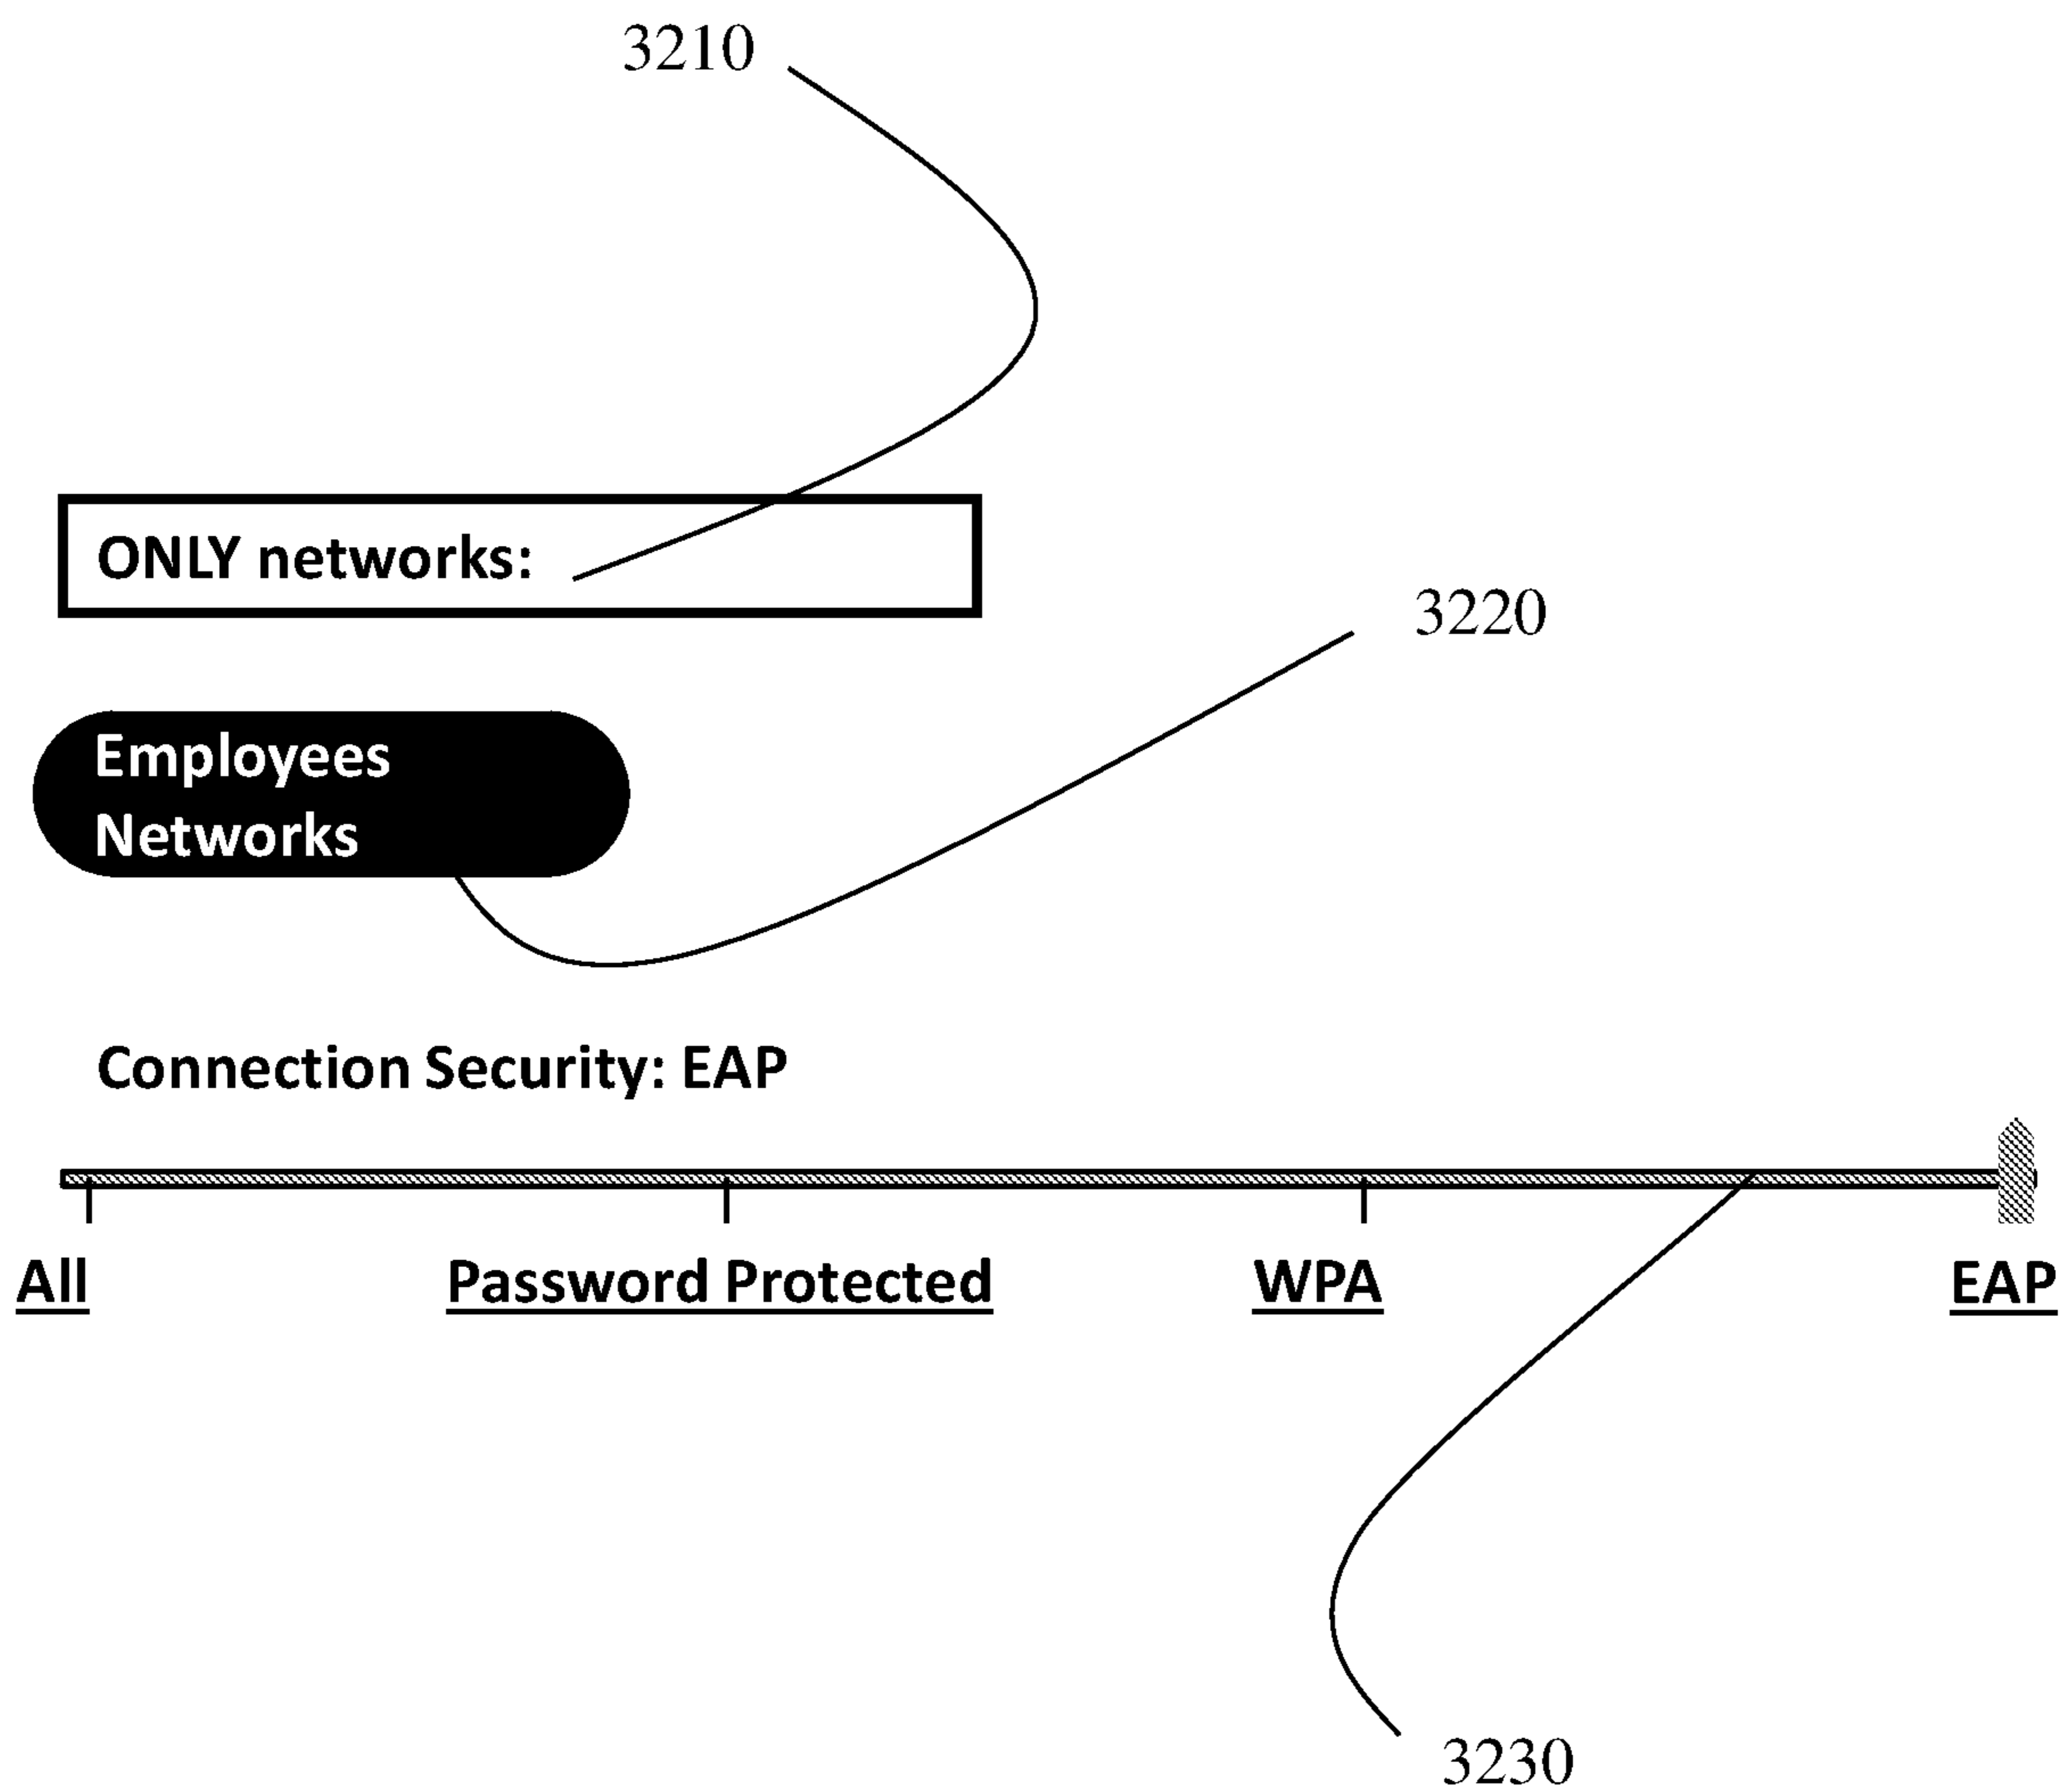 3210
ONLY networks:
3220
Employees
Networks
Connection Security: EAP
All
Password Protected
WPA
EAP
3230